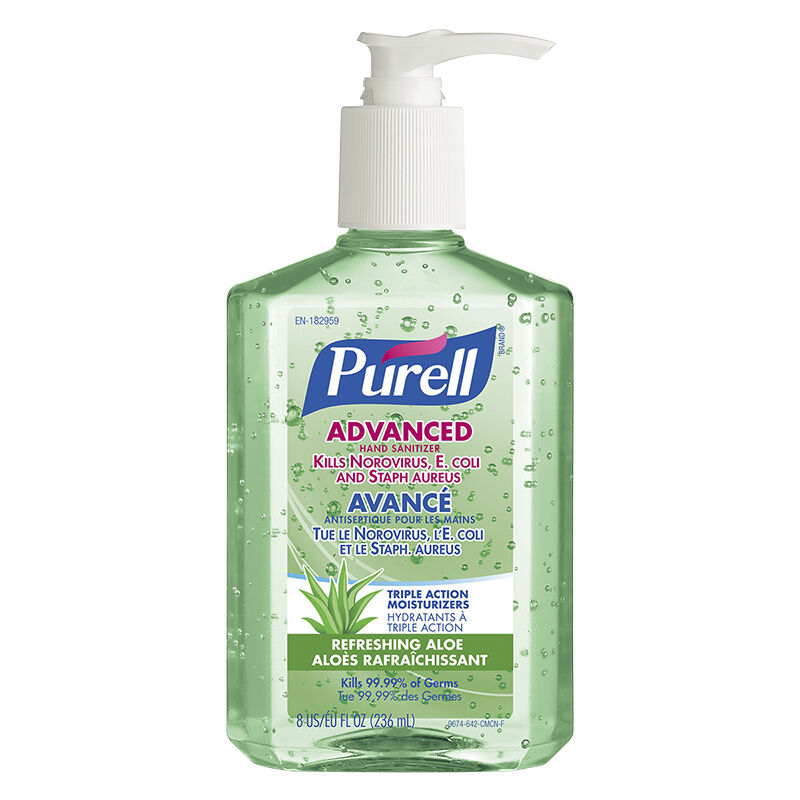 EN-182959
Purell
BRAND®
ADVANCED
HAND SANITIZER
KILLS NOROVIRUS, E. COLI
AND STAPH AUREUS
AVANCÉ
ANTISEPTIQUE POUR LES MAINS
TUE LE NOROVIRUS, L'E. COLI
ET LE STAPH. AUREUS
TRIPLE ACTION
MOISTURIZERS
HYDRATANTS À
TRIPLE ACTION
REFRESHING ALOE
ALOÈS RAFRAÎCHISSANT
Kills 99.99% of Germs
Tue 99,99% des Germes
8 US/ÉU FL OZ (236 mL)
9674-642-CMCN-F